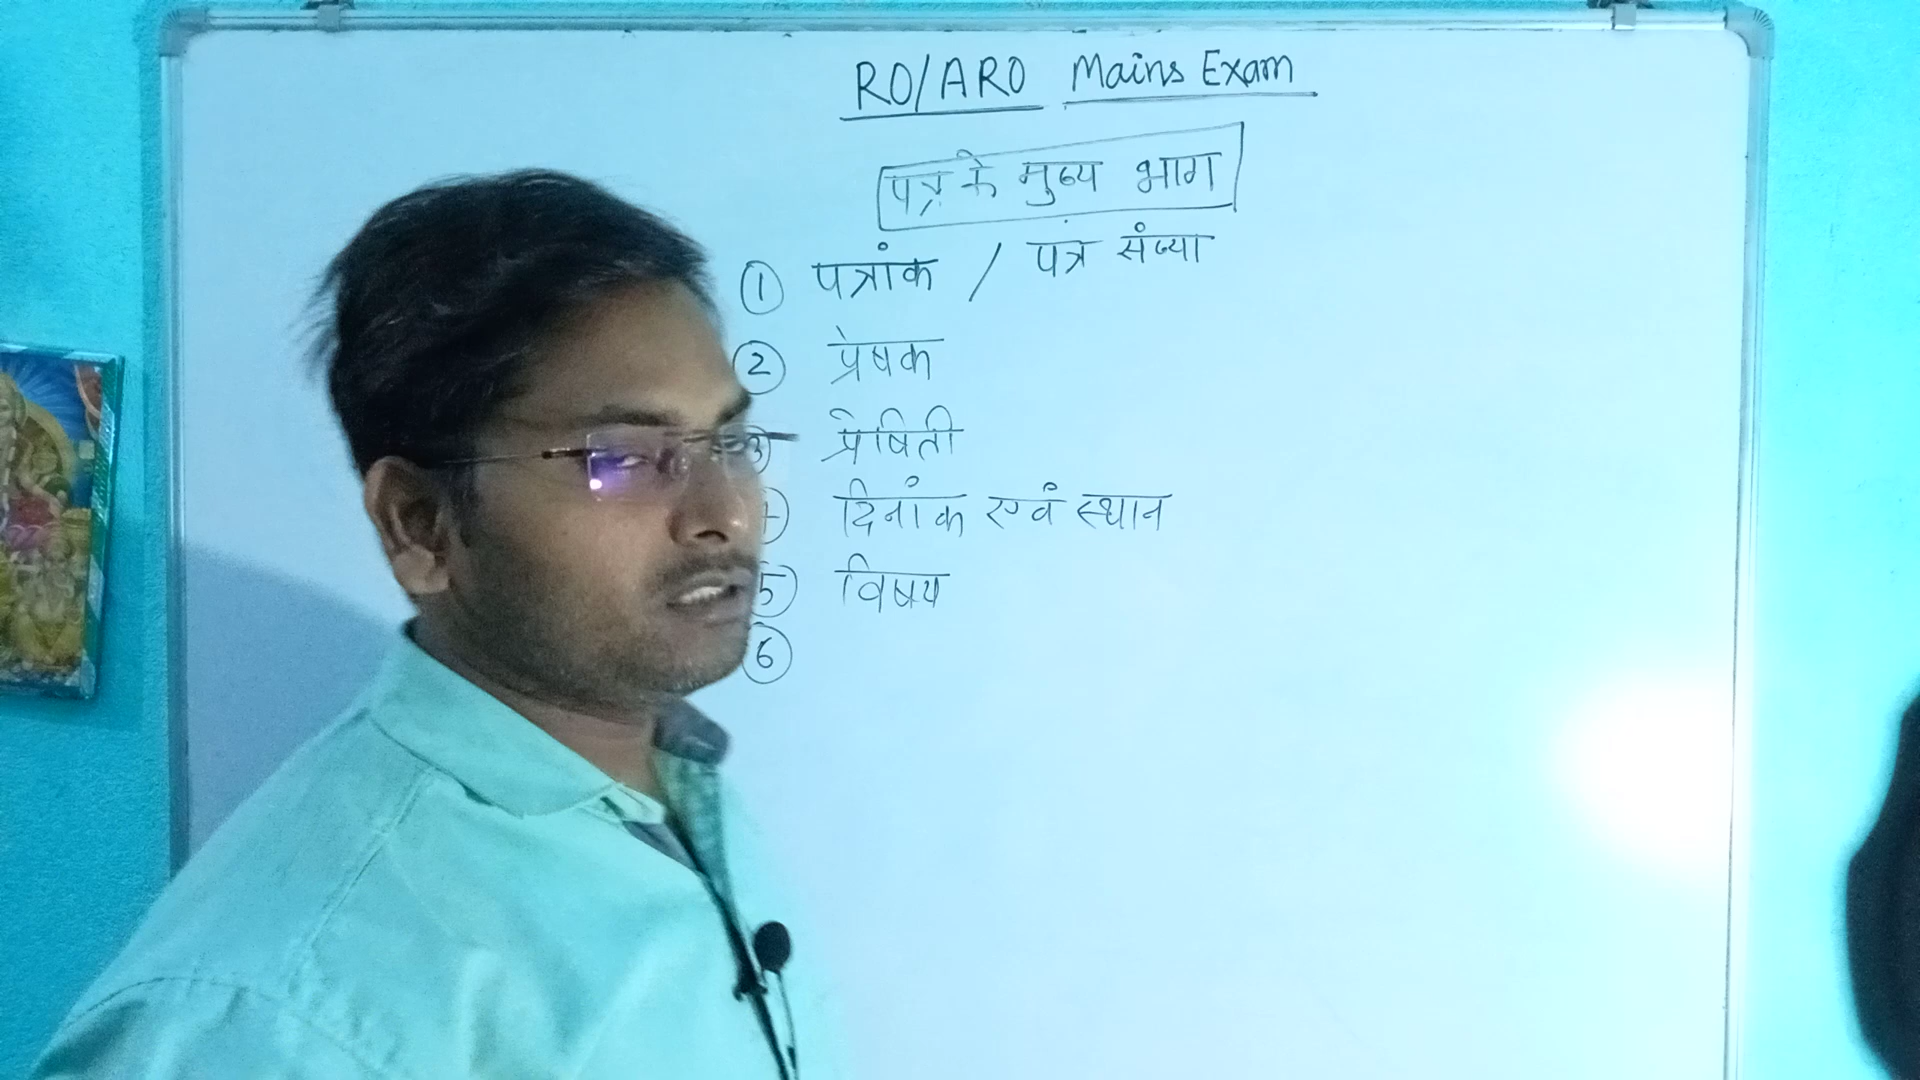 RO/ARO Mains Exam
पत्र के मुख्य भाग
① पत्रांक / पत्र संख्या
② प्रेषक
③ प्रेषिती
4 दिनांक एवं स्थान
5 विषय
⑥